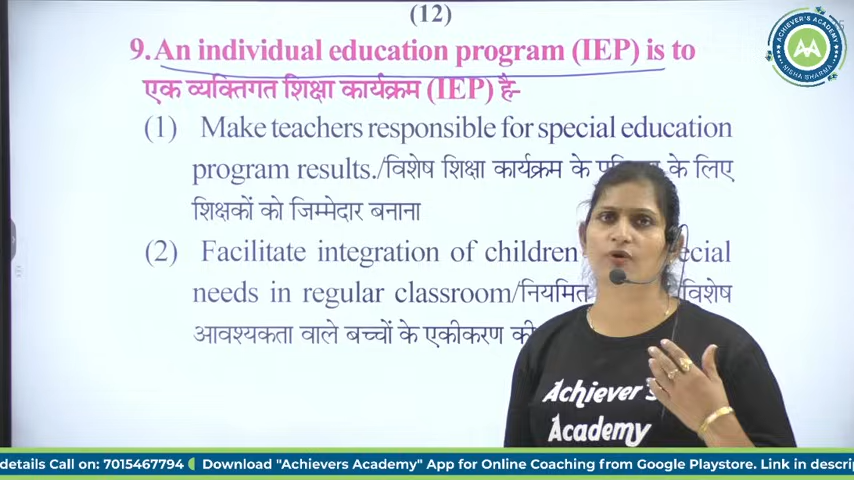 (12)
9. An individual education program (IEP) is to
एक व्यक्तिगत शिक्षा कार्यक्रम (IEP) है-
(1) Make teachers responsible for special education
program results./विशेष शिक्षा कार्यक्रम के के लिए
शिक्षकों को जिम्मेदार बनाना
(2) Facilitate integration of children
needs in regular classroom/नियमित विशेष
आवश्यकता वाले बच्चों के एकीकरण की
ACHIEVER'S ACADEMY
NISHA SHARMA
Achiever's
Academy
details Call on: 7015467794 Download "Achievers Academy" App for Online Coaching from Google Playstore. Link in descrip